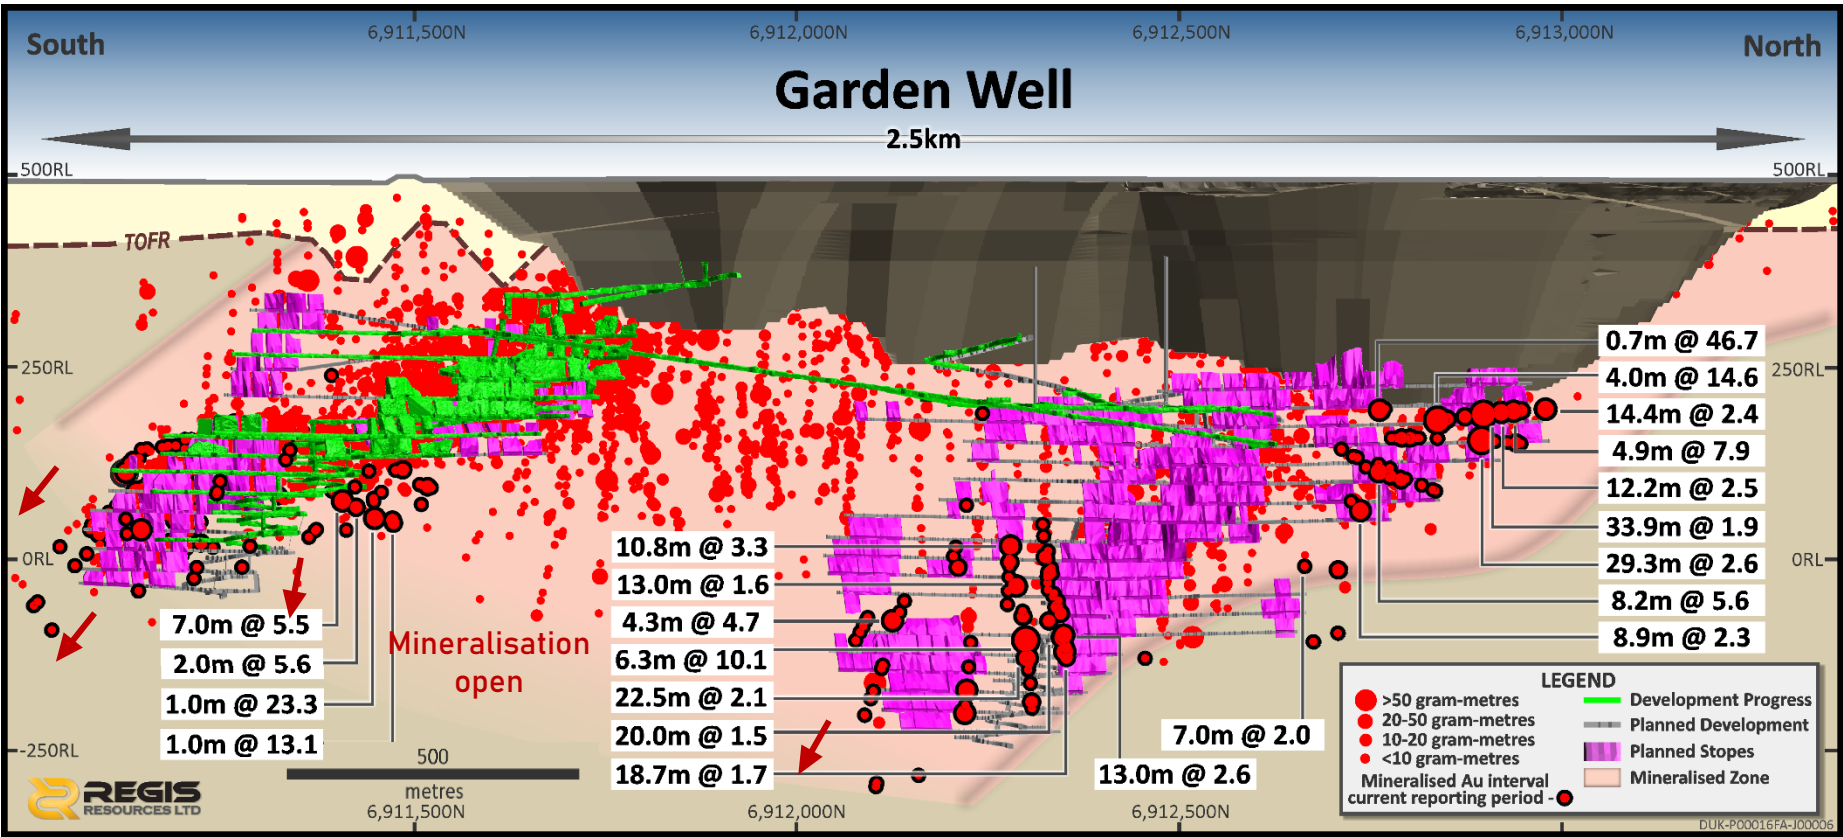 6,911,500N
6,912,000N
6,912,500N
6,913,000N
South
North
Garden Well
2.5km
500RL
500RL
TOFR
250RL
250RL
0.7m @ 46.7
4.0m @ 14.6
14.4m @ 2.4
4.9m @ 7.9
12.2m @ 2.5
33.9m @ 1.9
29.3m @ 2.6
8.2m @ 5.6
8.9m @ 2.3
0RL
0RL
10.8m @ 3.3
13.0m @ 1.6
4.3m @ 4.7
6.3m @ 10.1
22.5m @ 2.1
20.0m @ 1.5
18.7m @ 1.7
7.0m @ 5.5
2.0m @ 5.6
1.0m @ 23.3
1.0m @ 13.1
Mineralisation
open
7.0m @ 2.0
13.0m @ 2.6
-250RL
500
metres
REGIS
RESOURCES LTD
6,911,500N
6,912,000N
6,912,500N
LEGEND
>50 gram-metres
20-50 gram-metres
10-20 gram-metres
<10 gram-metres
Mineralised Au interval
current reporting period -
Development Progress
Planned Development
Planned Stopes
Mineralised Zone
DUK-P00016FA-J00006